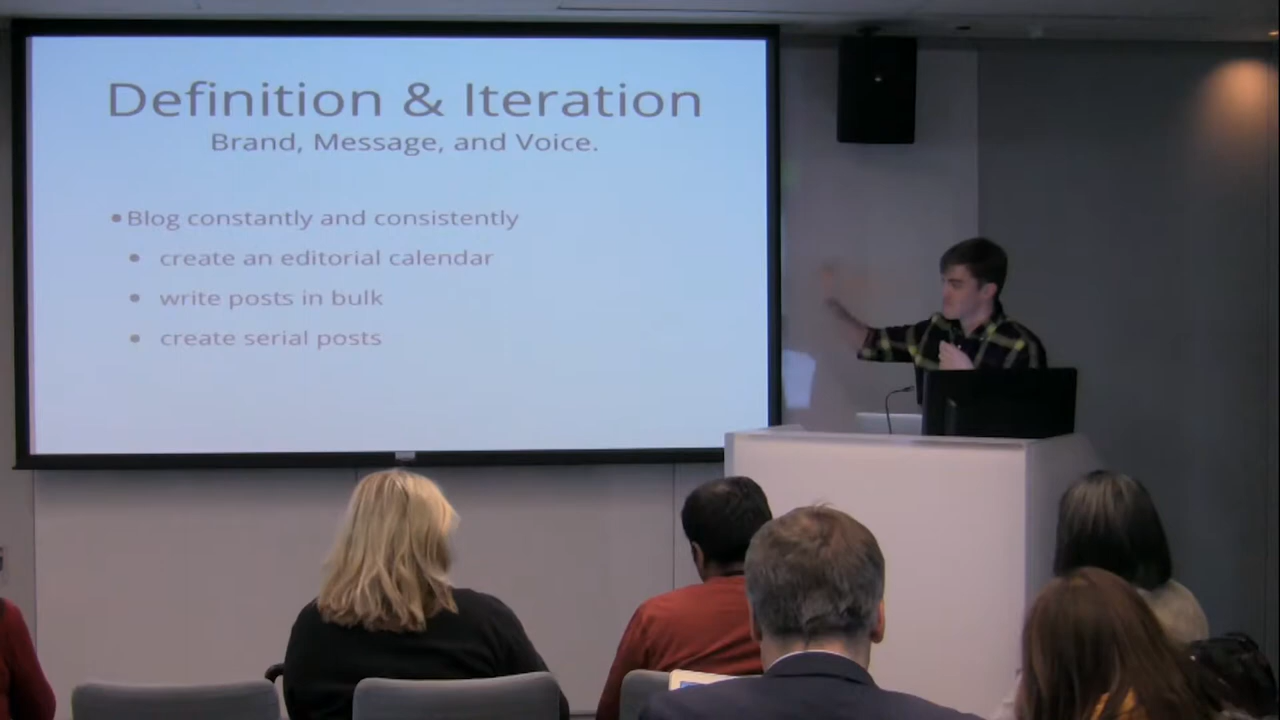 Definition & Iteration
Brand, Message, and Voice.
• Blog constantly and consistently
• create an editorial calendar
• write posts in bulk
• create serial posts